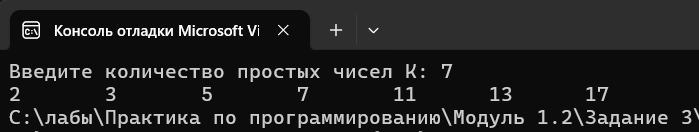 Консоль отладки Microsoft Vi
Введите количество простых чисел K: 7
2 3 5 7 11 13 17
C:\лабы\Практика по программированию\Модуль 1.2\Задание 3\